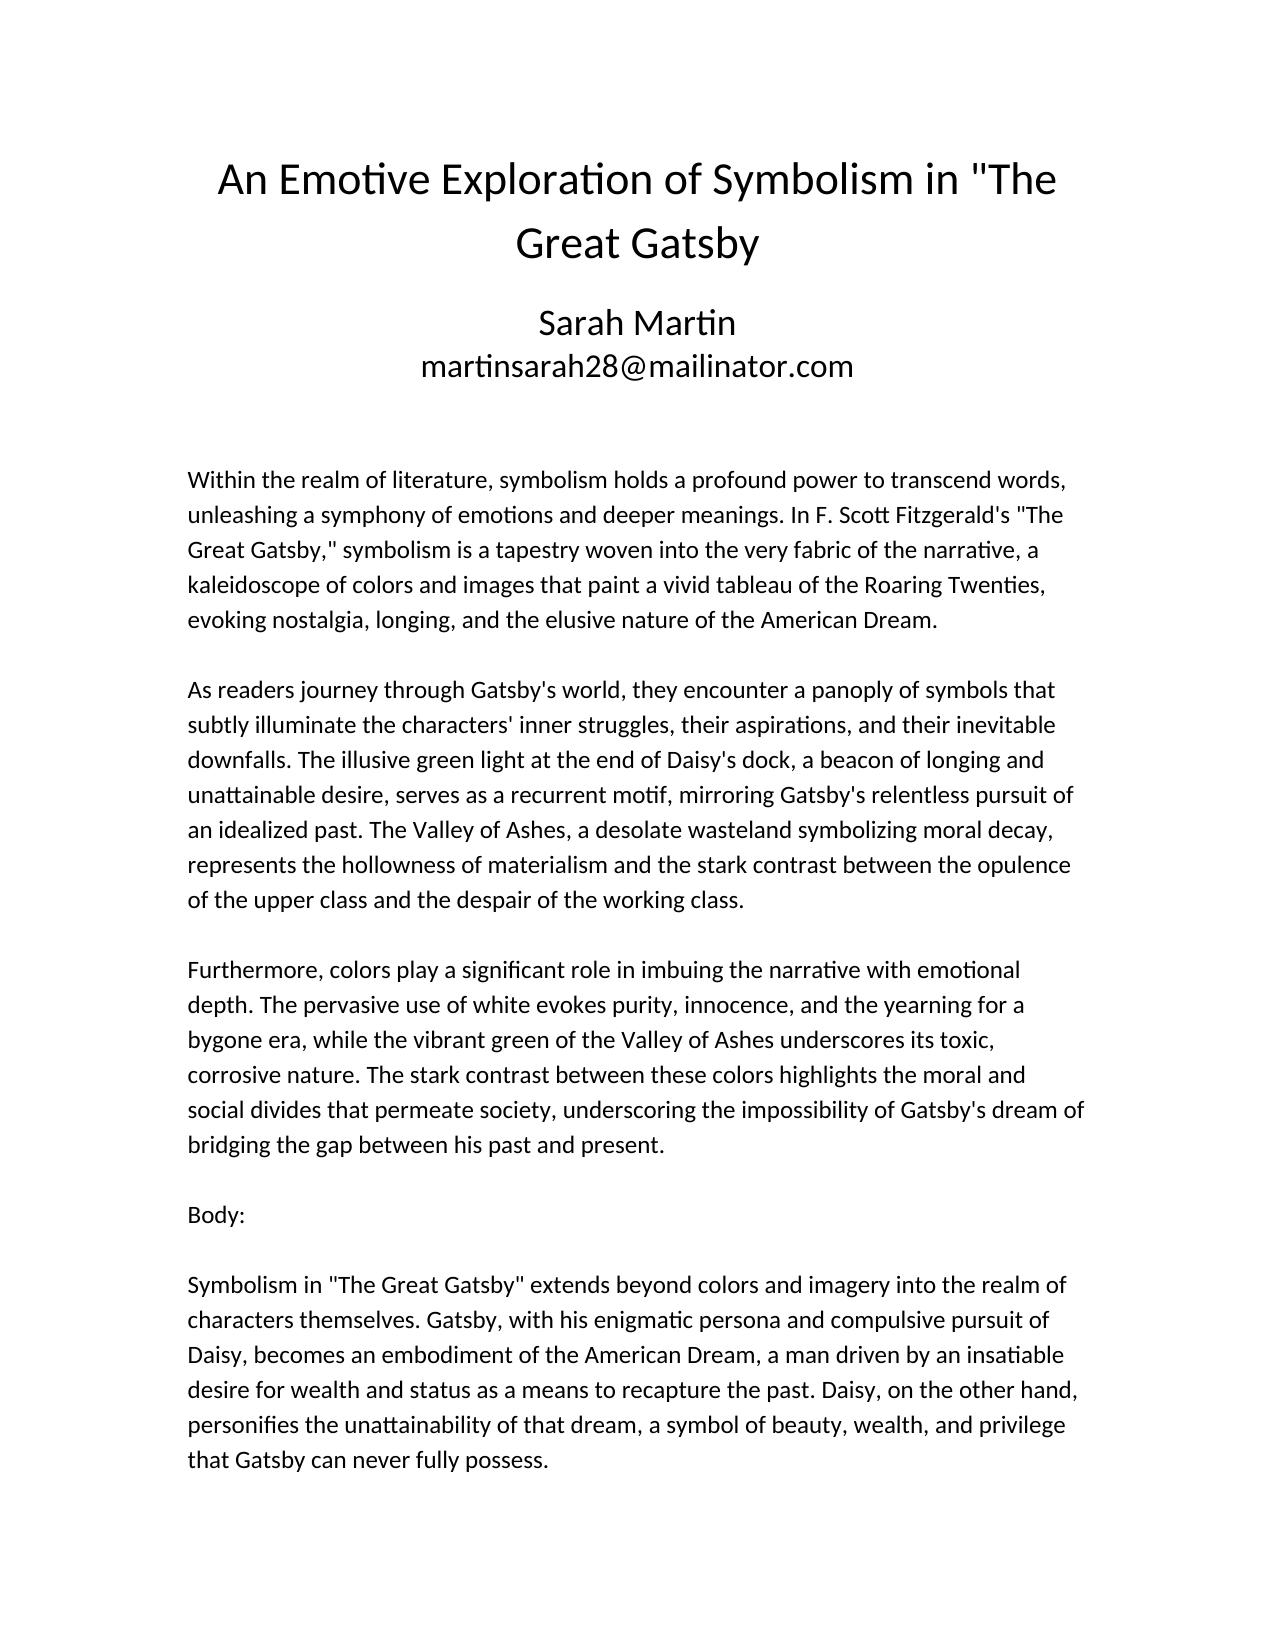 An Emotive Exploration of Symbolism in "The
Great Gatsby
Sarah Martin
martinsarah28@mailinator.com
Within the realm of literature, symbolism holds a profound power to transcend words,
unleashing a symphony of emotions and deeper meanings. In F. Scott Fitzgerald's "The
Great Gatsby," symbolism is a tapestry woven into the very fabric of the narrative, a
kaleidoscope of colors and images that paint a vivid tableau of the Roaring Twenties,
evoking nostalgia, longing, and the elusive nature of the American Dream.
As readers journey through Gatsby's world, they encounter a panoply of symbols that
subtly illuminate the characters' inner struggles, their aspirations, and their inevitable
downfalls. The illusive green light at the end of Daisy's dock, a beacon of longing and
unattainable desire, serves as a recurrent motif, mirroring Gatsby's relentless pursuit of
an idealized past. The Valley of Ashes, a desolate wasteland symbolizing moral decay,
represents the hollowness of materialism and the stark contrast between the opulence
of the upper class and the despair of the working class.
Furthermore, colors play a significant role in imbuing the narrative with emotional
depth. The pervasive use of white evokes purity, innocence, and the yearning for a
bygone era, while the vibrant green of the Valley of Ashes underscores its toxic,
corrosive nature. The stark contrast between these colors highlights the moral and
social divides that permeate society, underscoring the impossibility of Gatsby's dream of
bridging the gap between his past and present.
Body:
Symbolism in "The Great Gatsby" extends beyond colors and imagery into the realm of
characters themselves. Gatsby, with his enigmatic persona and compulsive pursuit of
Daisy, becomes an embodiment of the American Dream, a man driven by an insatiable
desire for wealth and status as a means to recapture the past. Daisy, on the other hand,
personifies the unattainability of that dream, a symbol of beauty, wealth, and privilege
that Gatsby can never fully possess.